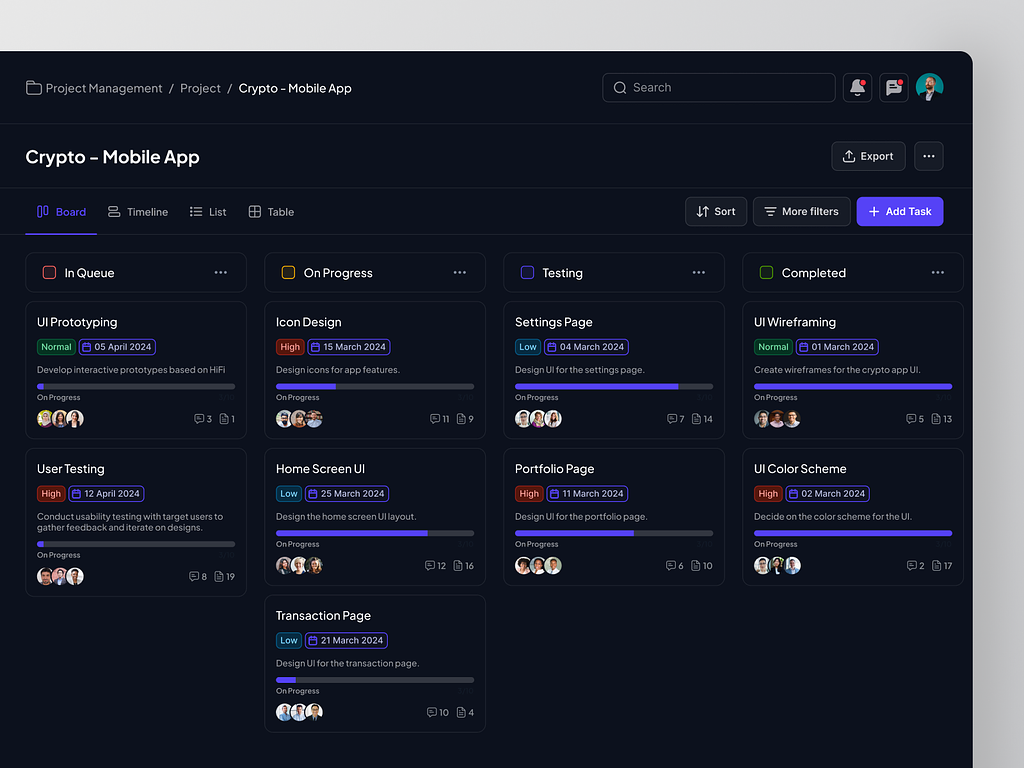 Project Management / Project / Crypto - Mobile App
Search
Crypto - Mobile App
Export
Board
Timeline
List
Table
Sort
More filters
Add Task
In Queue
UI Prototyping
Normal
05 April 2024
Develop interactive prototypes based on HiFi
On Progress
3
1
User Testing
High
12 April 2024
Conduct usability testing with target users to
gather feedback and iterate on designs.
On Progress
8
19
On Progress
Icon Design
High
15 March 2024
Design icons for app features.
On Progress
11
9
Home Screen UI
Low
25 March 2024
Design the home screen UI layout.
On Progress
12
16
Transaction Page
Low
21 March 2024
Design UI for the transaction page.
On Progress
10
4
Testing
Settings Page
Low
04 March 2024
Design UI for the settings page.
On Progress
7
14
Portfolio Page
High
11 March 2024
Design UI for the portfolio page.
On Progress
6
10
Completed
UI Wireframing
Normal
01 March 2024
Create wireframes for the crypto app UI.
On Progress
5
13
UI Color Scheme
High
02 March 2024
Decide on the color scheme for the UI.
On Progress
2
17